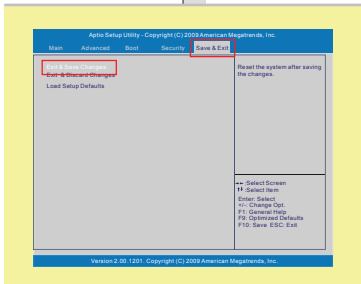 Aptio Setup Utility - Copyright (C) 2009 American Megatrends, Inc.
Main Advanced Boot Security Save & Exit
Exit & Save Changes
Exit & Discard Changes
Load Setup Defaults
Reset the system after saving
the changes.
:Select Screen
:Select Item
Enter: Select
+/-: Change Opt.
F1: General Help
F9: Optimized Defaults
F10: Save ESC: Exit
Version 2.00.1201. Copyright (C) 2009 American Megatrends, Inc.